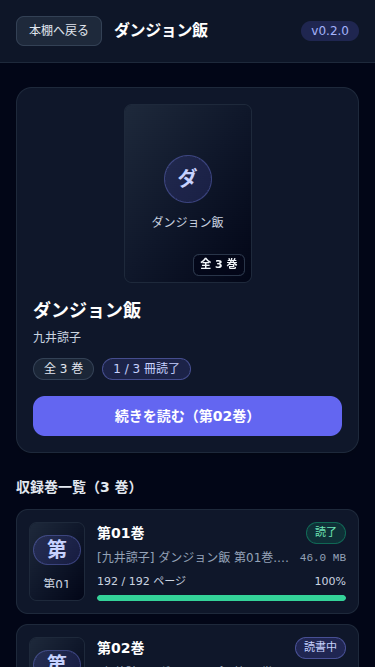 本棚へ戻る
ダンジョン飯
v0.2.0
ダ
ダンジョン飯
全 3 巻
ダンジョン飯
九井諒子
全 3 巻
1 / 3 冊読了
続きを読む（第02巻）
収録巻一覧（3 巻）
第
第01
第01巻
読了
[九井諒子] ダンジョン飯 第01巻....
46.0 MB
192 / 192 ページ
100%
第
第02巻
読書中